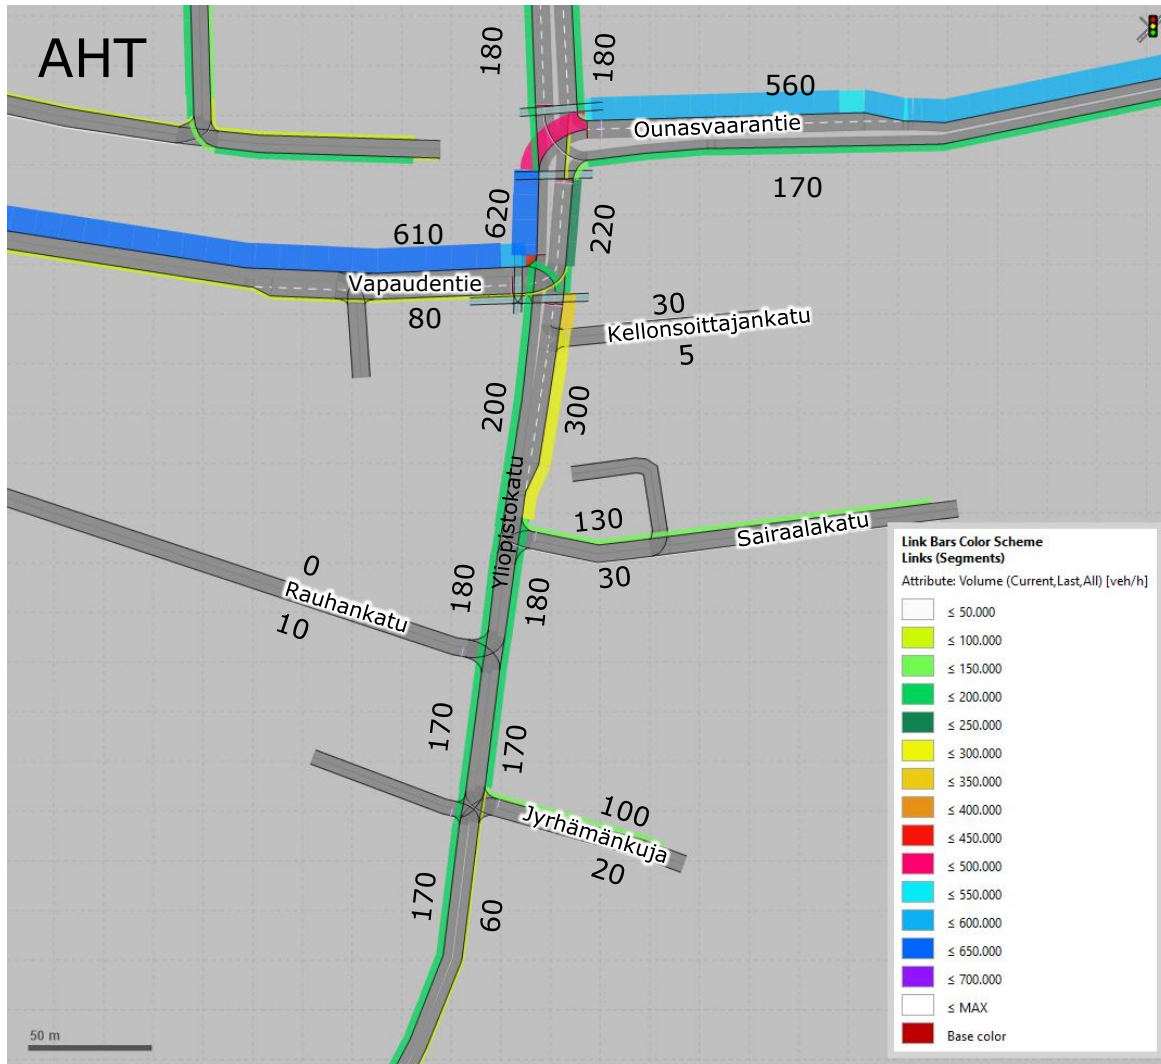 AHT
180
180
560
Ounasvaarantie
170
620
220
610
Vapaudentie
80
30
Kellonsoittajankatu
5
200
300
Yliopistokatu
130
Sairaalakatu
30
0
Rauhankatu
10
180
180
170
170
100
Jyrhämänkuja
20
170
60
50 m
Link Bars Color Scheme
Links (Segments)
Attribute: Volume (Current,Last,All) [veh/h]
≤ 50.000
≤ 100.000
≤ 150.000
≤ 200.000
≤ 250.000
≤ 300.000
≤ 350.000
≤ 400.000
≤ 450.000
≤ 500.000
≤ 550.000
≤ 600.000
≤ 650.000
≤ 700.000
≤ MAX
Base color